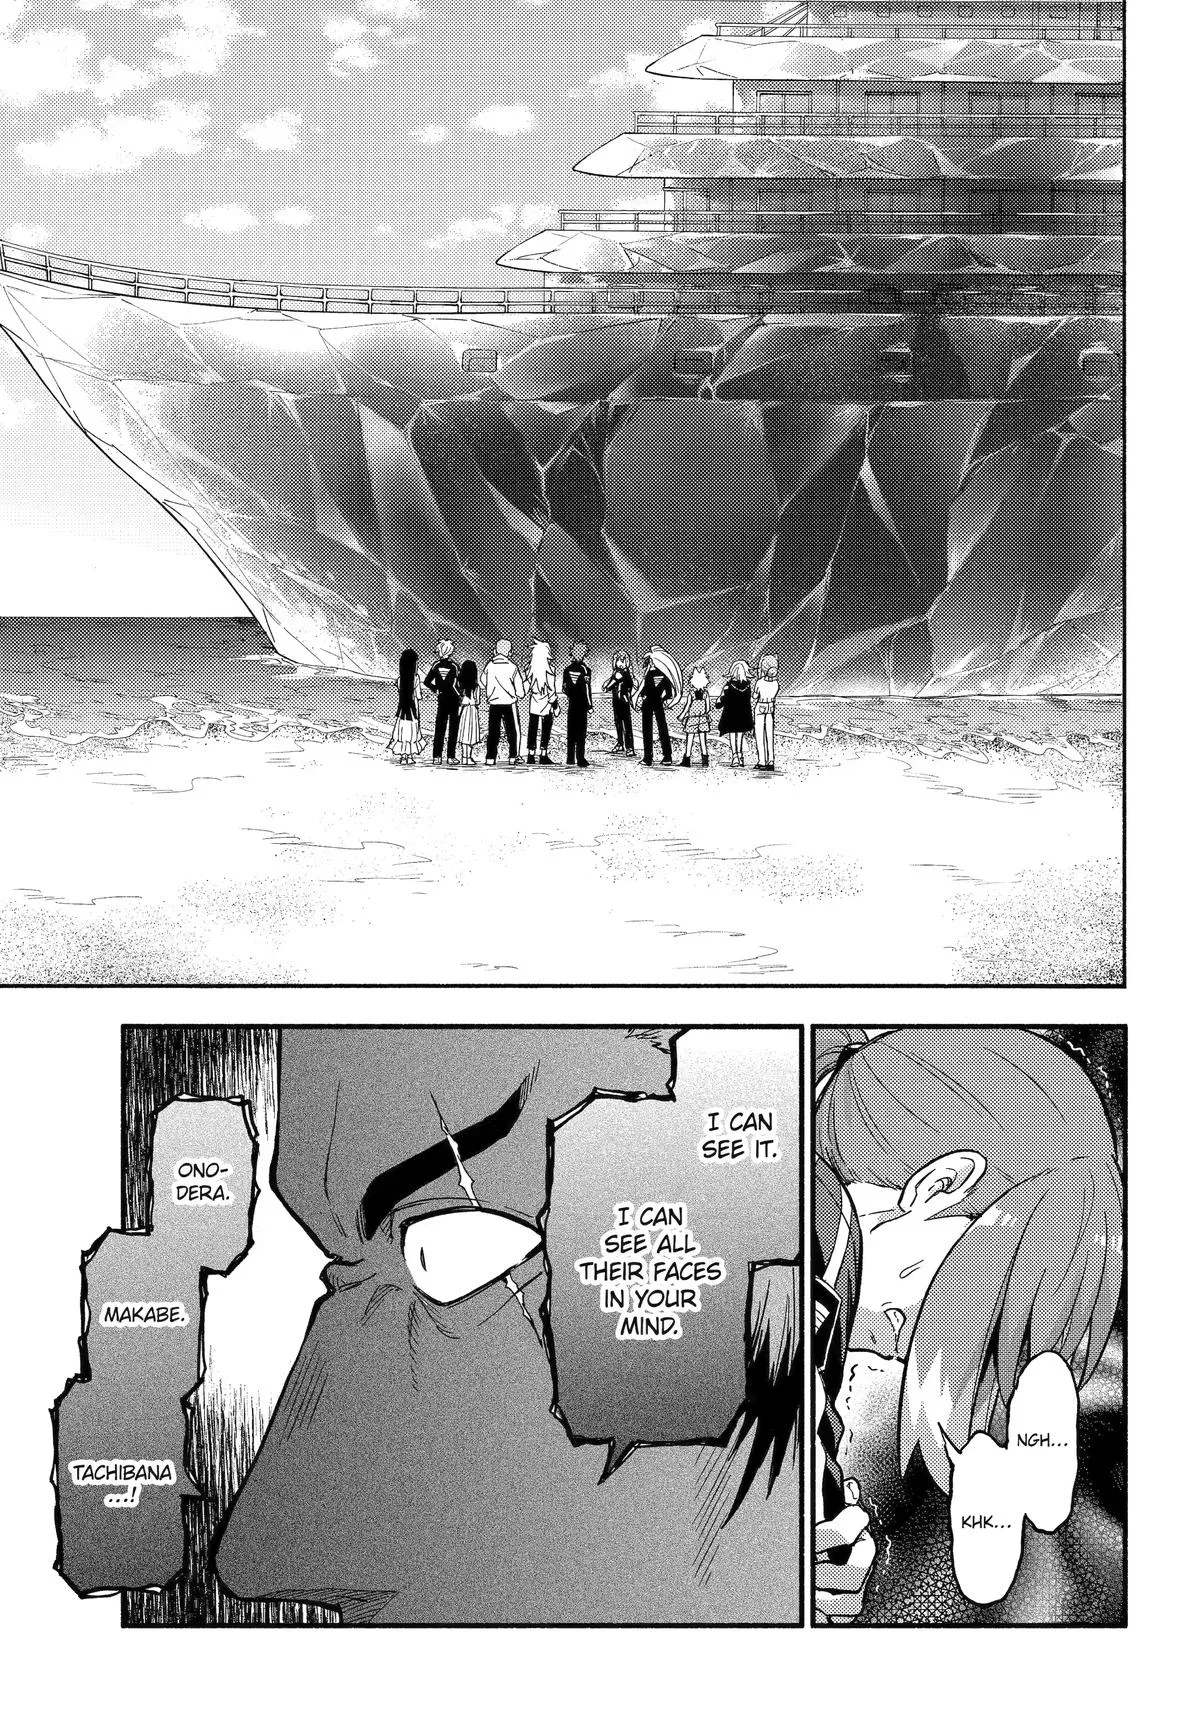 NGH...
KHK...
I CAN
SEE IT.
I CAN
SEE ALL
THEIR FACES
IN YOUR
MIND.
ONO-
DERA.
MAKABE.
TACHIBANA
...!